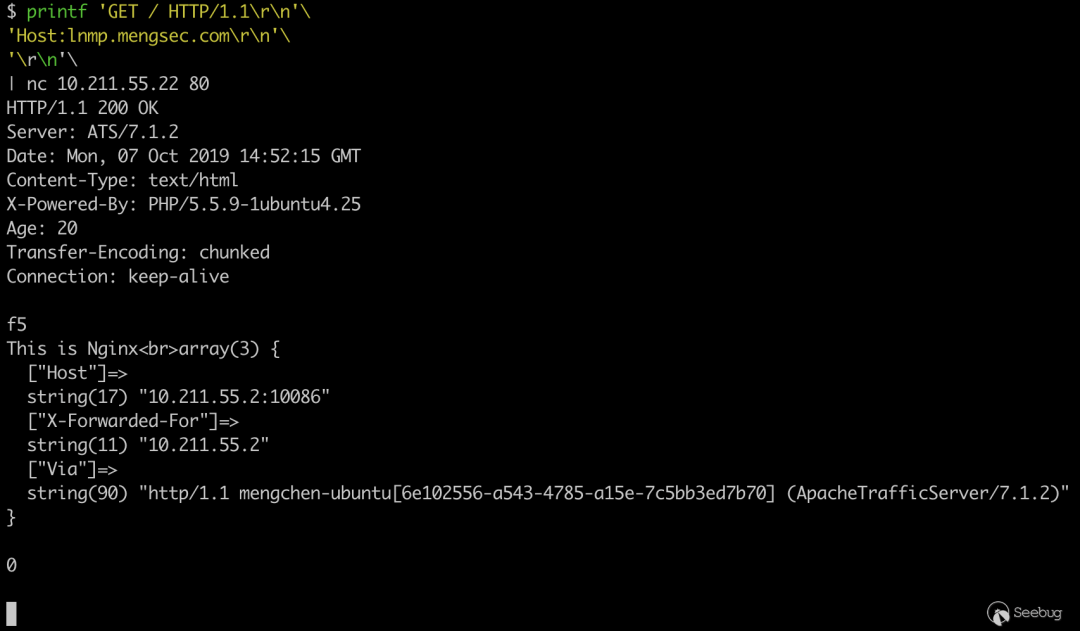 $ printf 'GET / HTTP/1.1\r\n'\
'Host:lnmp.mengsec.com\r\n'\
'\r\n'\
| nc 10.211.55.22 80
HTTP/1.1 200 OK
Server: ATS/7.1.2
Date: Mon, 07 Oct 2019 14:52:15 GMT
Content-Type: text/html
X-Powered-By: PHP/5.5.9-1ubuntu4.25
Age: 20
Transfer-Encoding: chunked
Connection: keep-alive

f5
This is Nginx<br>array(3) {
  ["Host"]=>
  string(17) "10.211.55.2:10086"
  ["X-Forwarded-For"]=>
  string(11) "10.211.55.2"
  ["Via"]=>
  string(90) "http/1.1 mengchen-ubuntu[6e102556-a543-4785-a15e-7c5bb3ed7b70] (ApacheTrafficServer/7.1.2)"
}

0

Seebug